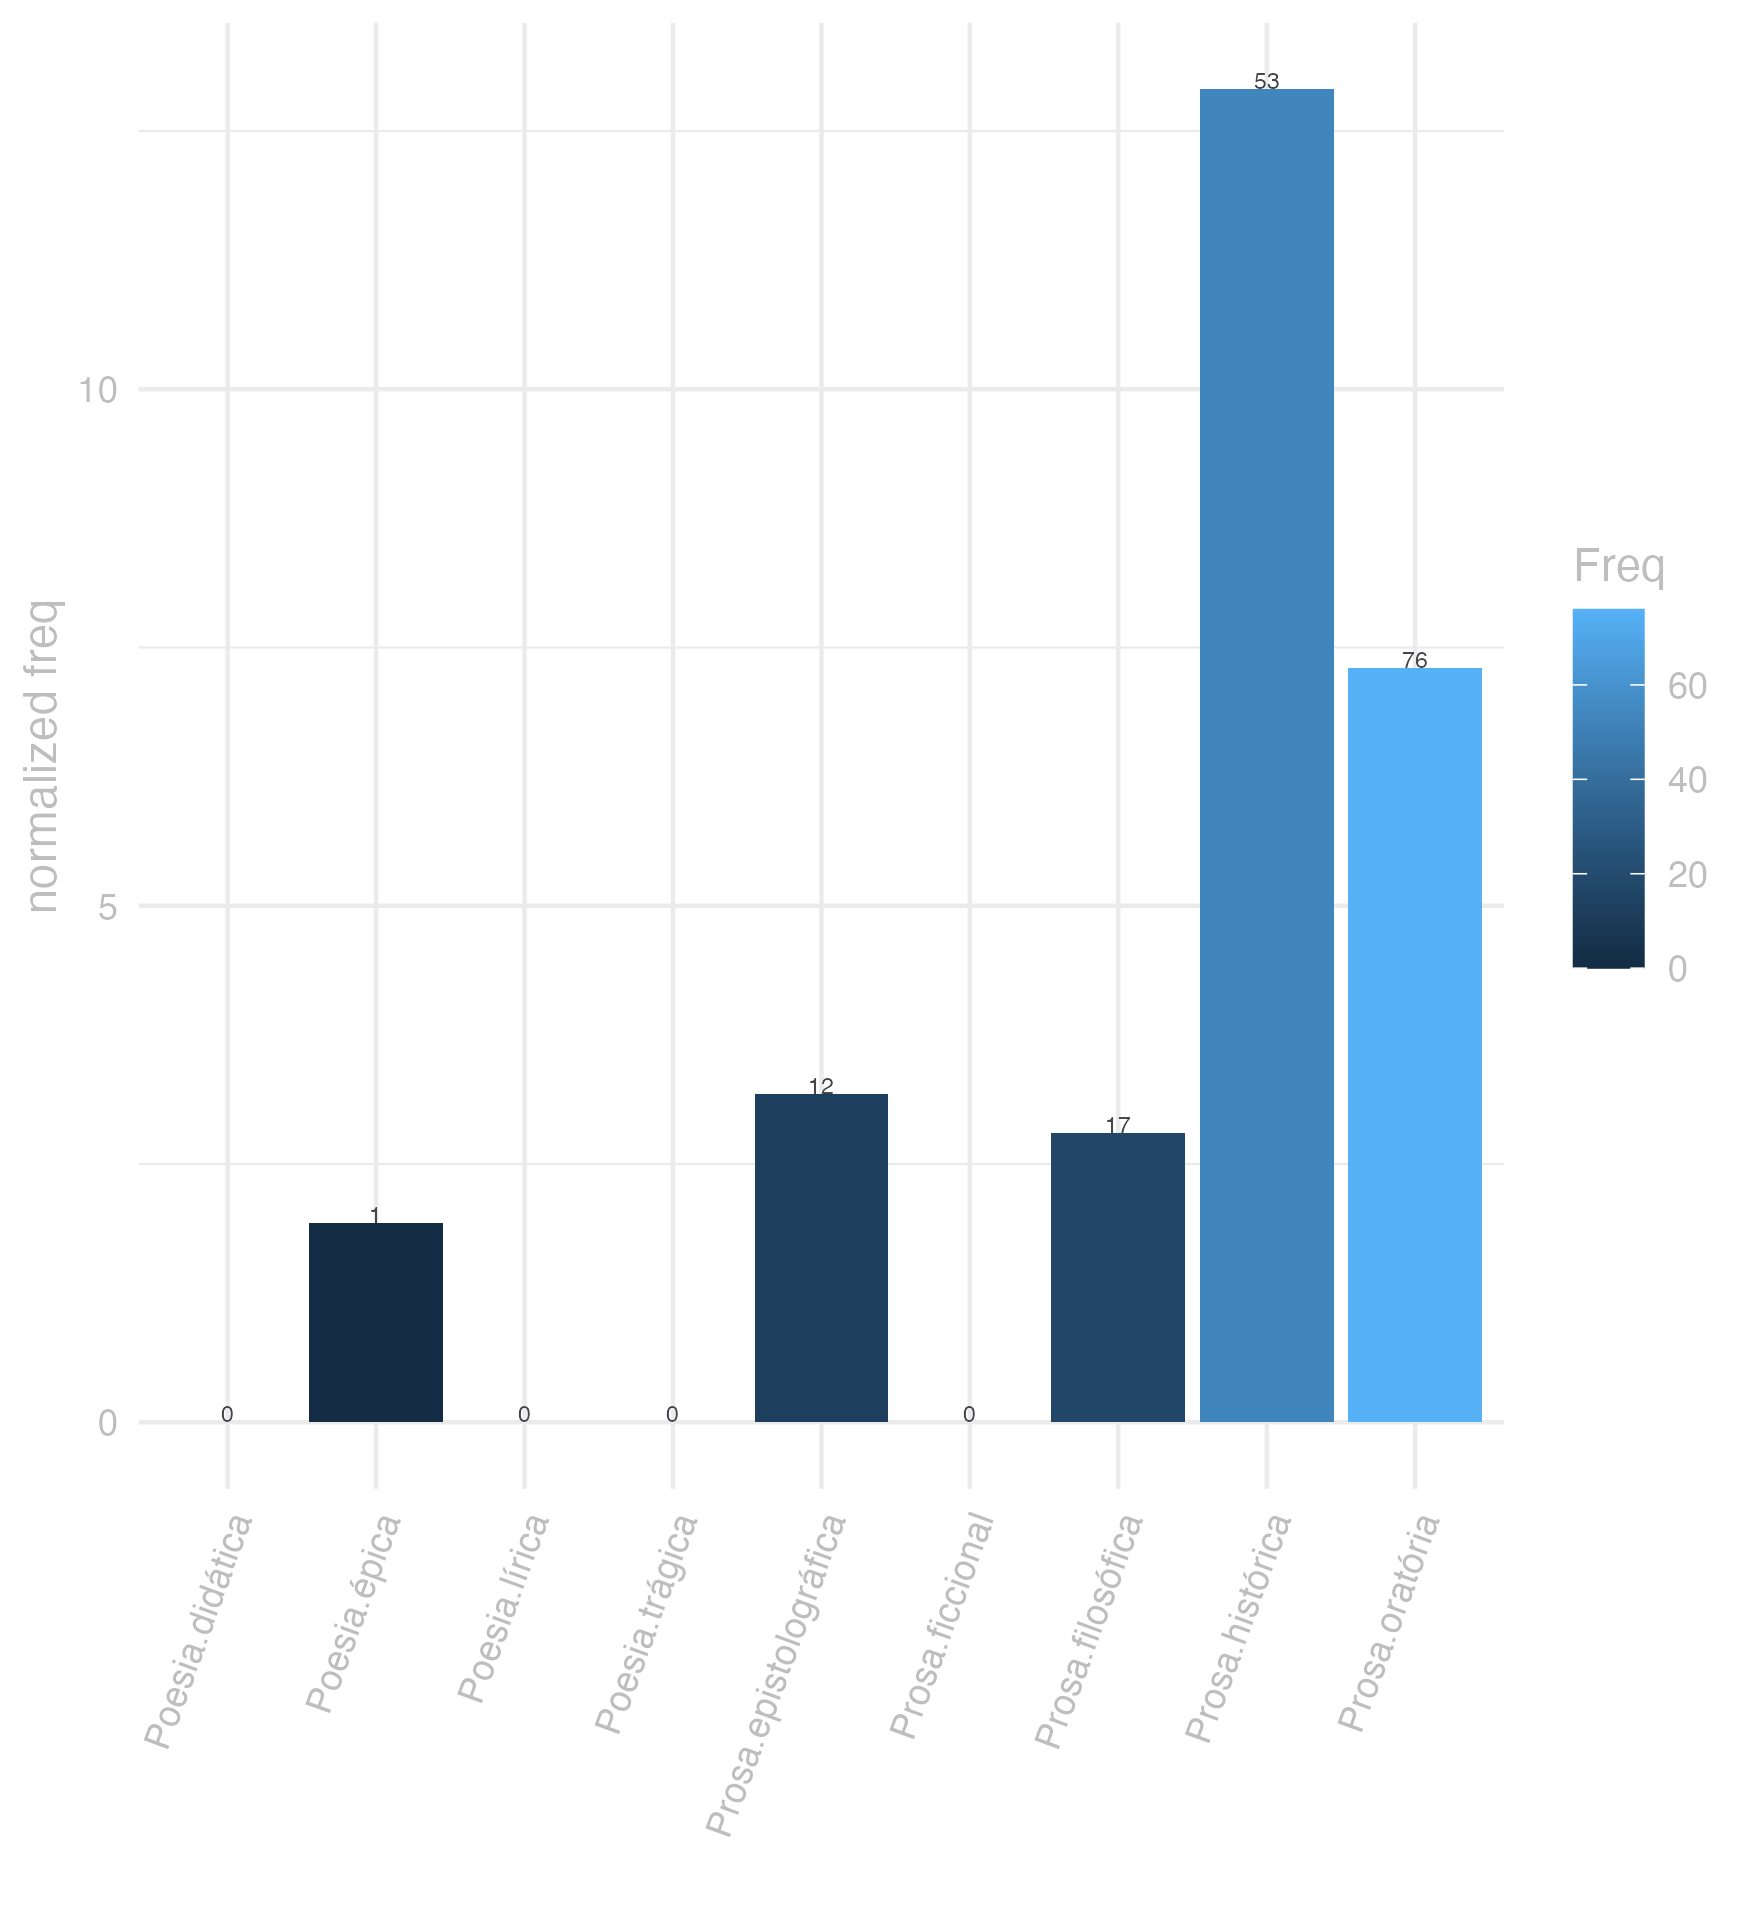 normalized freq
10
5
0
0
1
0
0
12
0
17
53
76
Poesia.didática
Poesia.épica
Poesia.lírica
Poesia.trágica
Prosa.epistolográfica
Prosa.ficcional
Prosa.filosófica
Prosa.histórica
Prosa.oratória
Freq
60
40
20
0